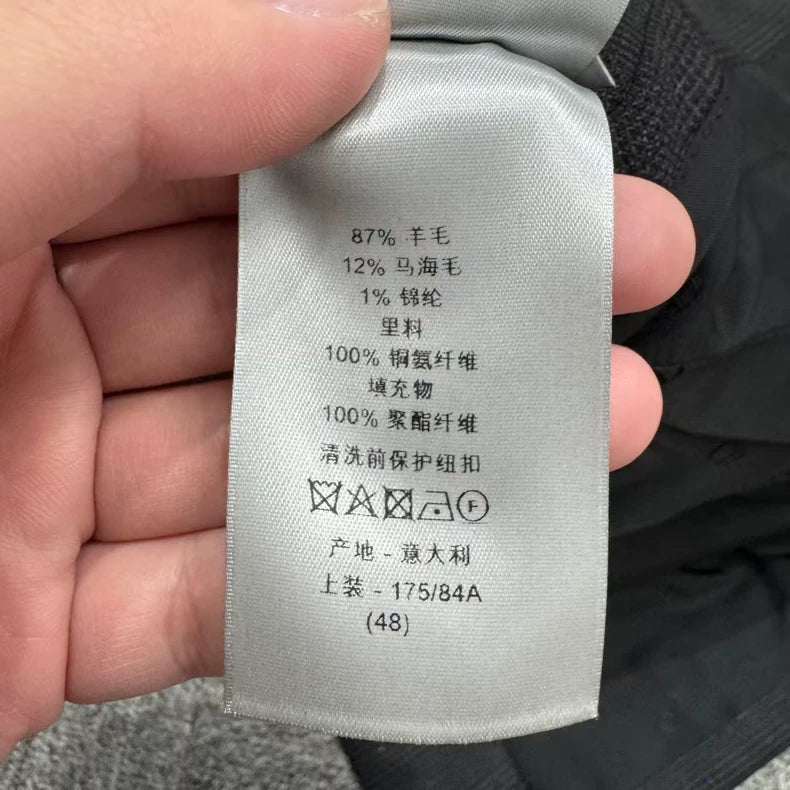 87% 羊毛
12% 马海毛
1% 锦纶
里料
100% 铜氨纤维
填充物
100% 聚酯纤维
清洗前保护纽扣
F
产地 - 意大利
上装 - 175/84A
(48)